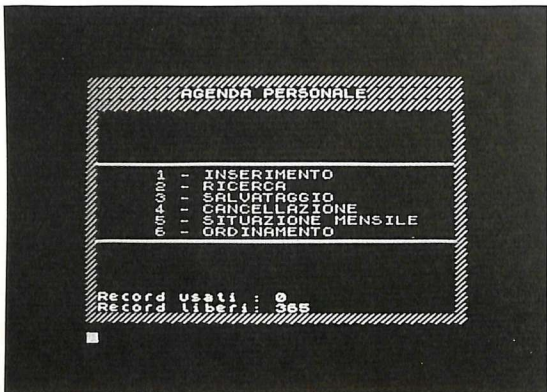 AGENDA PERSONALE
1 - INSERIMENTO
2 - RICERCA
3 - SALVATAGGIO
4 - CANCELLAZIONE
5 - SITUAZIONE MENSILE
6 - ORDINAMENTO
Record usati : 0
Record liberi: 365